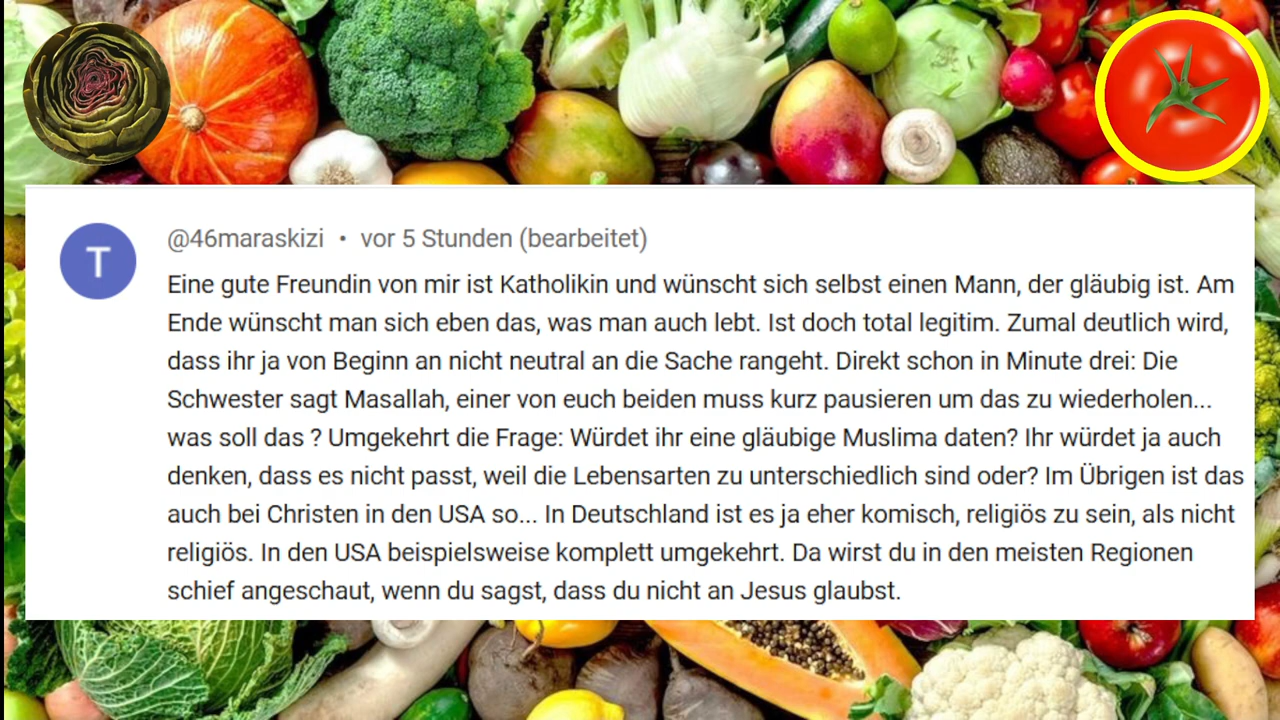 T
@46maraskizi • vor 5 Stunden (bearbeitet)
Eine gute Freundin von mir ist Katholikin und wünscht sich selbst einen Mann, der gläubig ist. Am
Ende wünscht man sich eben das, was man auch lebt. Ist doch total legitim. Zumal deutlich wird,
dass ihr ja von Beginn an nicht neutral an die Sache rangeht. Direkt schon in Minute drei: Die
Schwester sagt Masallah, einer von euch beiden muss kurz pausieren um das zu wiederholen...
was soll das ? Umgekehrt die Frage: Würdet ihr eine gläubige Muslima daten? Ihr würdet ja auch
denken, dass es nicht passt, weil die Lebensarten zu unterschiedlich sind oder? Im Übrigen ist das
auch bei Christen in den USA so... In Deutschland ist es ja eher komisch, religiös zu sein, als nicht
religiös. In den USA beispielsweise komplett umgekehrt. Da wirst du in den meisten Regionen
schief angeschaut, wenn du sagst, dass du nicht an Jesus glaubst.